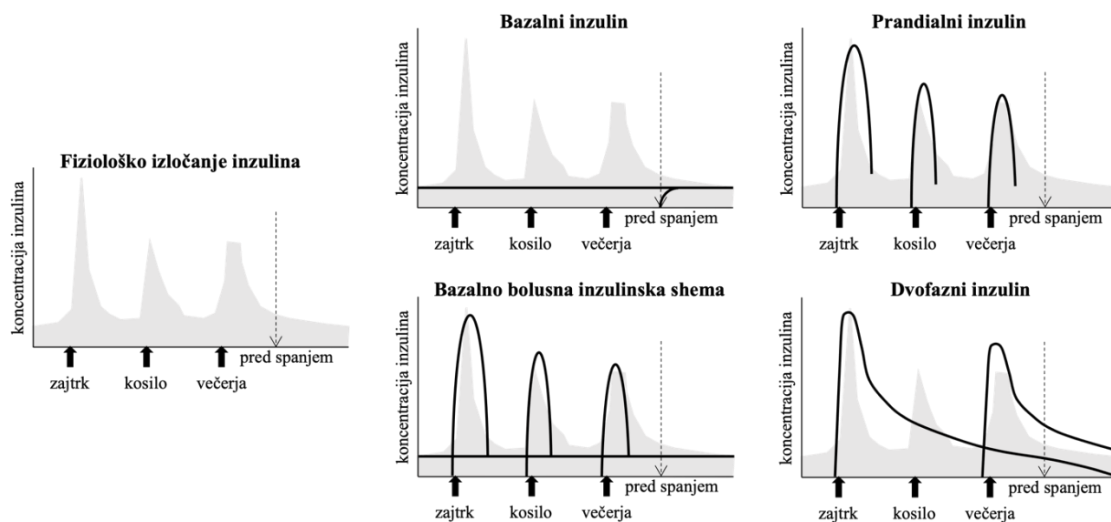 Fiziološko izločanje inzulina
koncentracija inzulina
pred spanjem
zajtrk kosilo večerja
Bazalni inzulin
koncentracija inzulina
pred spanjem
zajtrk kosilo večerja
Prandialni inzulin
koncentracija inzulina
pred spanjem
zajtrk kosilo večerja
Bazalno bolusna inzulinska shema
koncentracija inzulina
pred spanjem
zajtrk kosilo večerja
Dvofazni inzulin
koncentracija inzulina
pred spanjem
zajtrk kosilo večerja